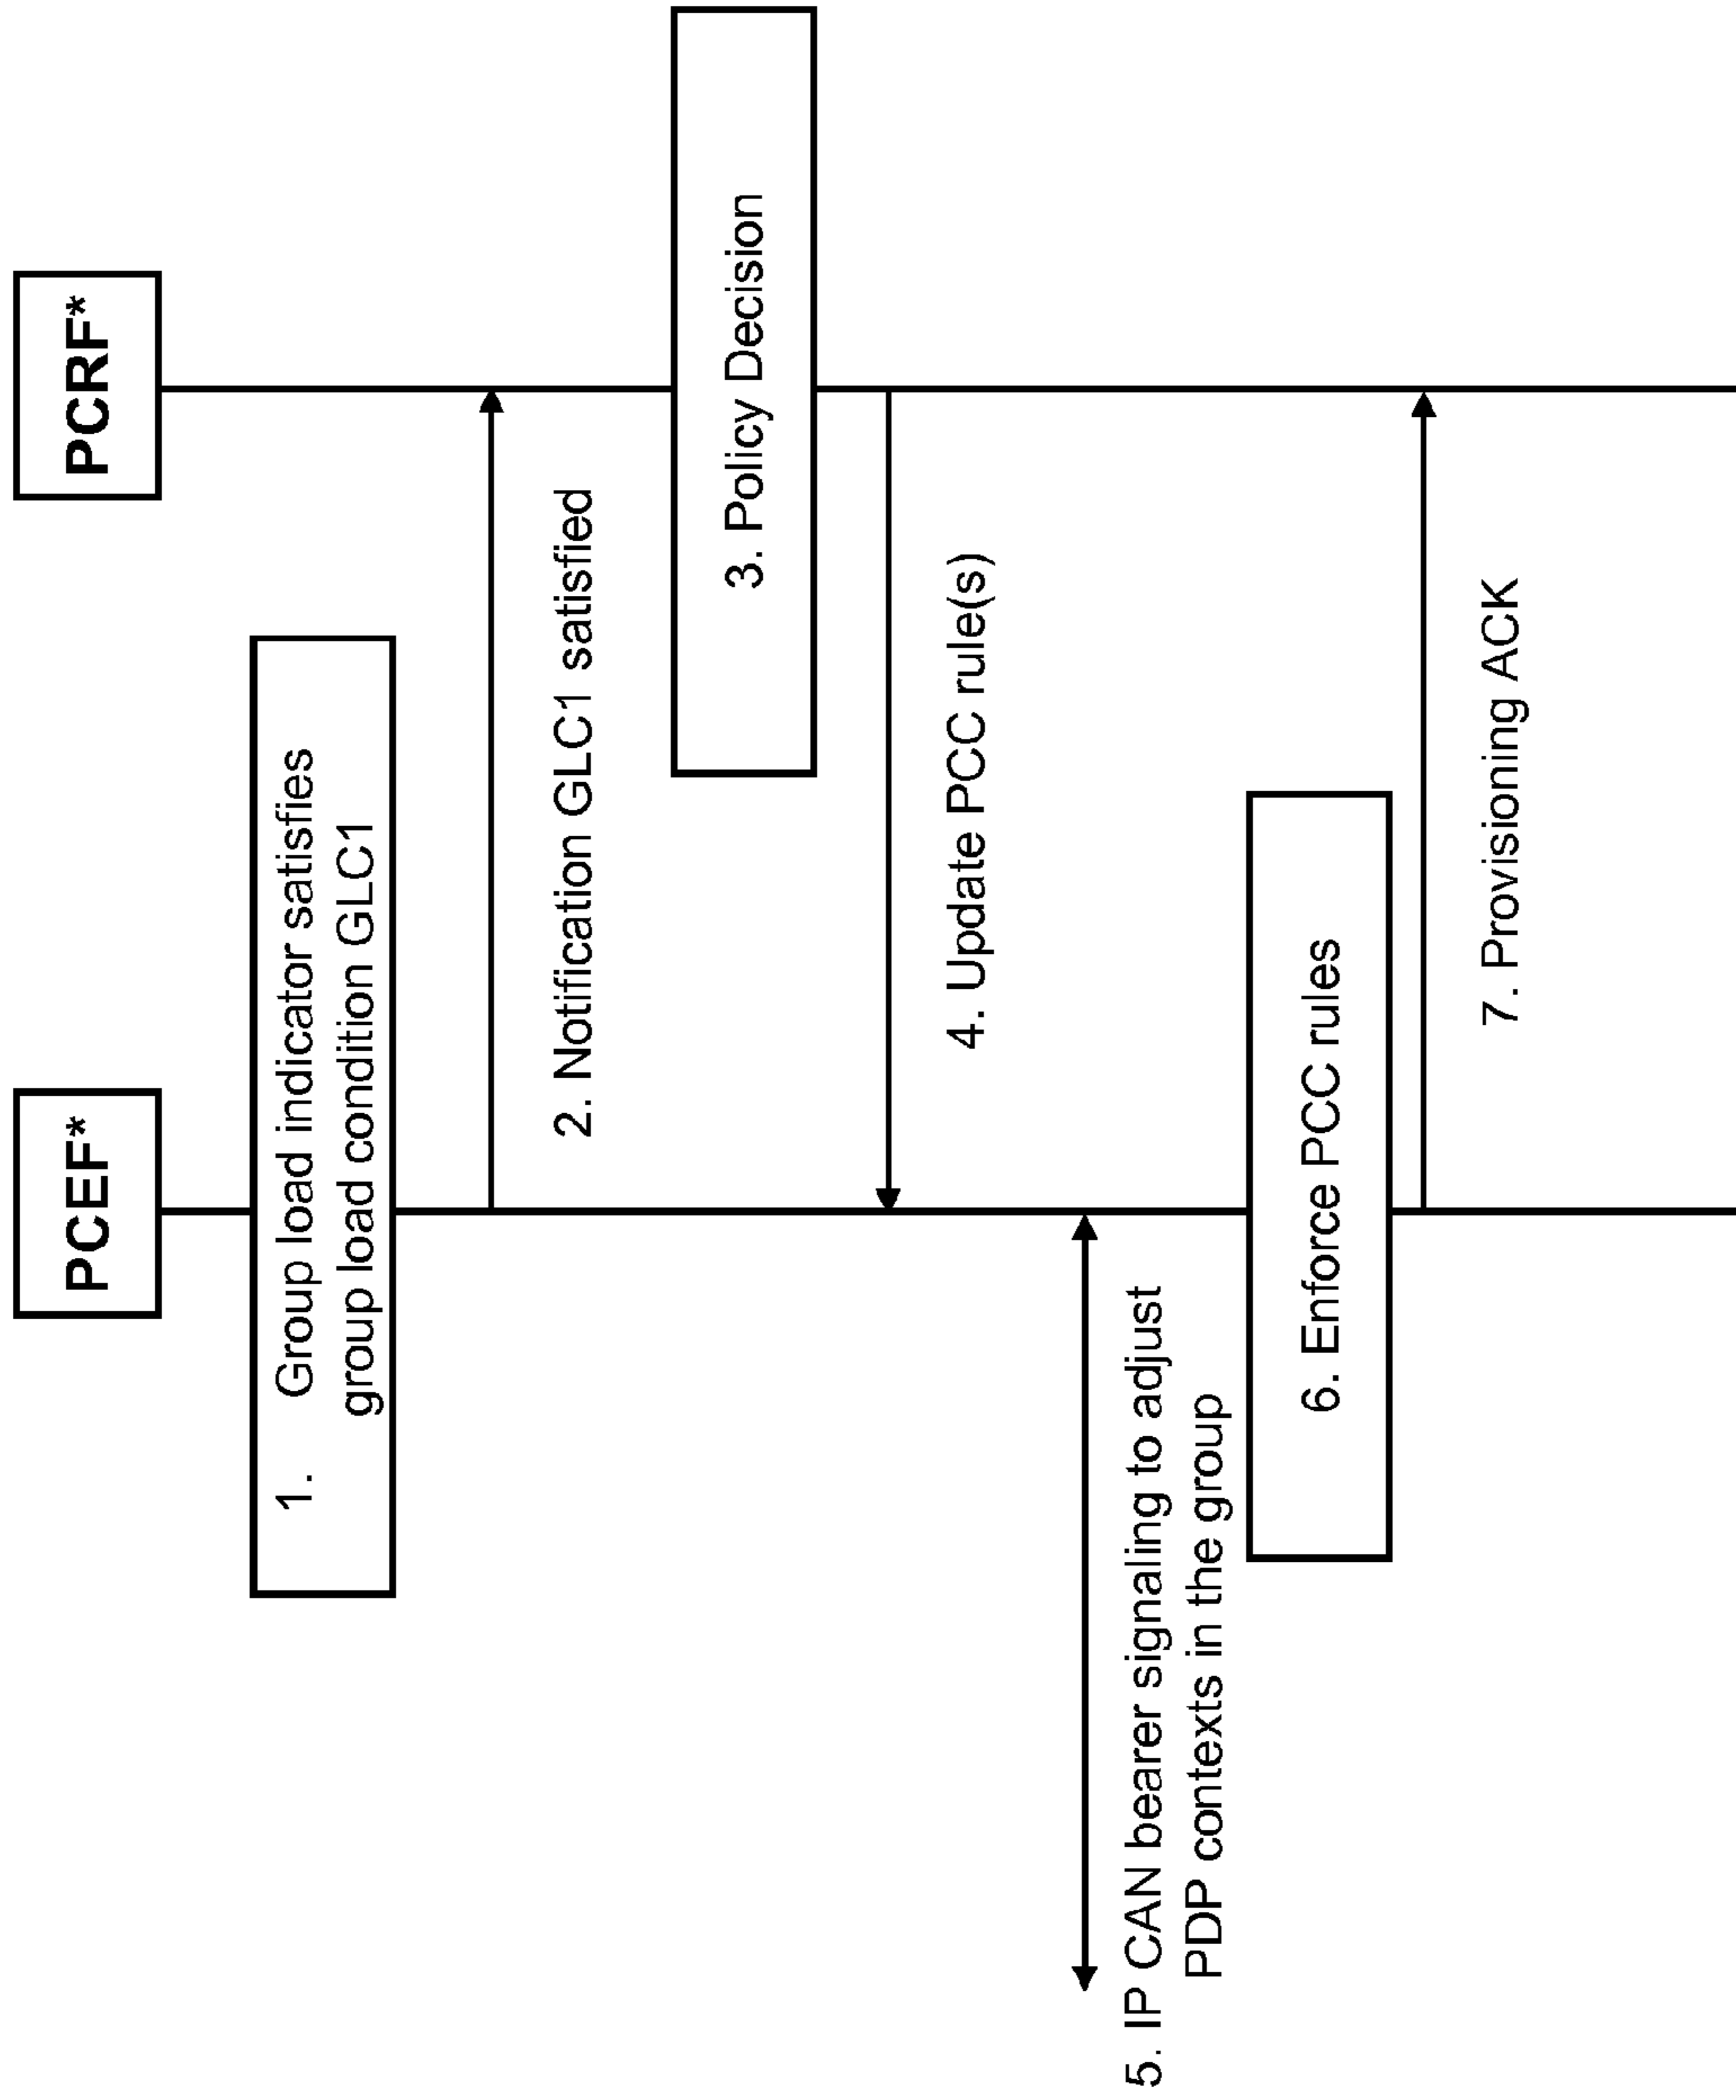 PCEF*
PCRF*
1. Group load indicator satisfies
group load condition GLC1
2. Notification GLC1 satisfied
3. Policy Decision
4. Update PCC rule(s)
5. IP CAN bearer signaling to adjust
PDP contexts in the group
6. Enforce PCC rules
7. Provisioning ACK